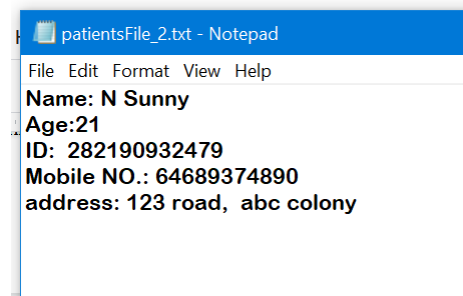 patientsFile_2.txt - Notepad
File Edit Format View Help
Name: N Sunny
Age:21
ID:  282190932479
Mobile NO.: 64689374890
address: 123 road,  abc colony